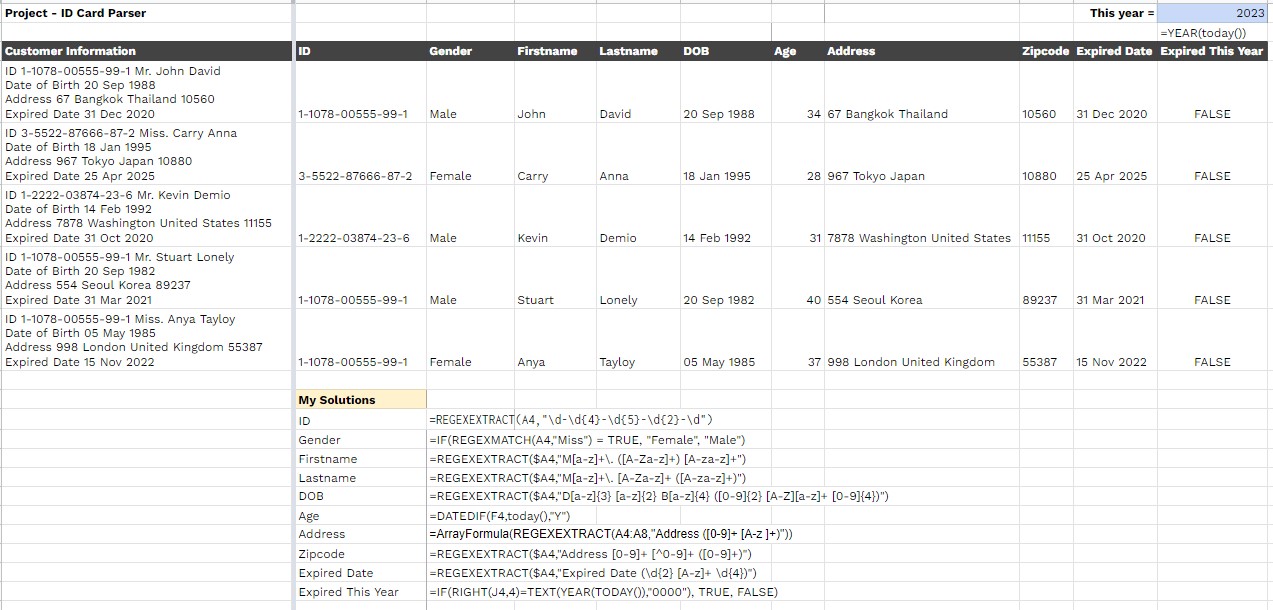 Project - ID Card Parser This year = 2023
=YEAR(today())
Customer Information ID Gender Firstname Lastname DOB Age Address Zipcode Expired Date Expired This Year
ID 1-1078-00555-99-1 Mr. John David
Date of Birth 20 Sep 1988
Address 67 Bangkok Thailand 10560
Expired Date 31 Dec 2020 1-1078-00555-99-1 Male John David 20 Sep 1988 34 67 Bangkok Thailand 10560 31 Dec 2020 FALSE
ID 3-5522-87666-87-2 Miss. Carry Anna
Date of Birth 18 Jan 1995
Address 967 Tokyo Japan 10880
Expired Date 25 Apr 2025 3-5522-87666-87-2 Female Carry Anna 18 Jan 1995 28 967 Tokyo Japan 10880 25 Apr 2025 FALSE
ID 1-2222-03874-23-6 Mr. Kevin Demio
Date of Birth 14 Feb 1992
Address 7878 Washington United States 11155
Expired Date 31 Oct 2020 1-2222-03874-23-6 Male Kevin Demio 14 Feb 1992 31 7878 Washington United States 11155 31 Oct 2020 FALSE
ID 1-1078-00555-99-1 Mr. Stuart Lonely
Date of Birth 20 Sep 1982
Address 554 Seoul Korea 89237
Expired Date 31 Mar 2021 1-1078-00555-99-1 Male Stuart Lonely 20 Sep 1982 40 554 Seoul Korea 89237 31 Mar 2021 FALSE
ID 1-1078-00555-99-1 Miss. Anya Tayloy
Date of Birth 05 May 1985
Address 998 London United Kingdom 55387
Expired Date 15 Nov 2022 1-1078-00555-99-1 Female Anya Tayloy 05 May 1985 37 998 London United Kingdom 55387 15 Nov 2022 FALSE
My Solutions
ID =REGEXEXTRACT(A4,"\d-\d{4}-\d{5}-\d{2}-\d")
Gender =IF(REGEXMATCH(A4,"Miss") = TRUE, "Female", "Male")
Firstname =REGEXEXTRACT($A4,"M[a-z]+\. ([A-Za-z]+) [A-za-z]+")
Lastname =REGEXEXTRACT($A4,"M[a-z]+\. [A-Za-z]+ ([A-za-z]+)")
DOB =REGEXEXTRACT($A4,"D[a-z]{3} [a-z]{2} B[a-z]{4} ([0-9]{2} [A-Z][a-z]+ [0-9]{4})")
Age =DATEDIF(F4,today(),"Y")
Address =ArrayFormula(REGEXEXTRACT(A4:A8,"Address ([0-9]+ [A-z ]+)"))
Zipcode =REGEXEXTRACT($A4,"Address [0-9]+ [^0-9]+ ([0-9]+)")
Expired Date =REGEXEXTRACT($A4,"Expired Date (\d{2} [A-z]+ \d{4})")
Expired This Year =IF(RIGHT(J4,4)=TEXT(YEAR(TODAY()),"0000"), TRUE, FALSE)